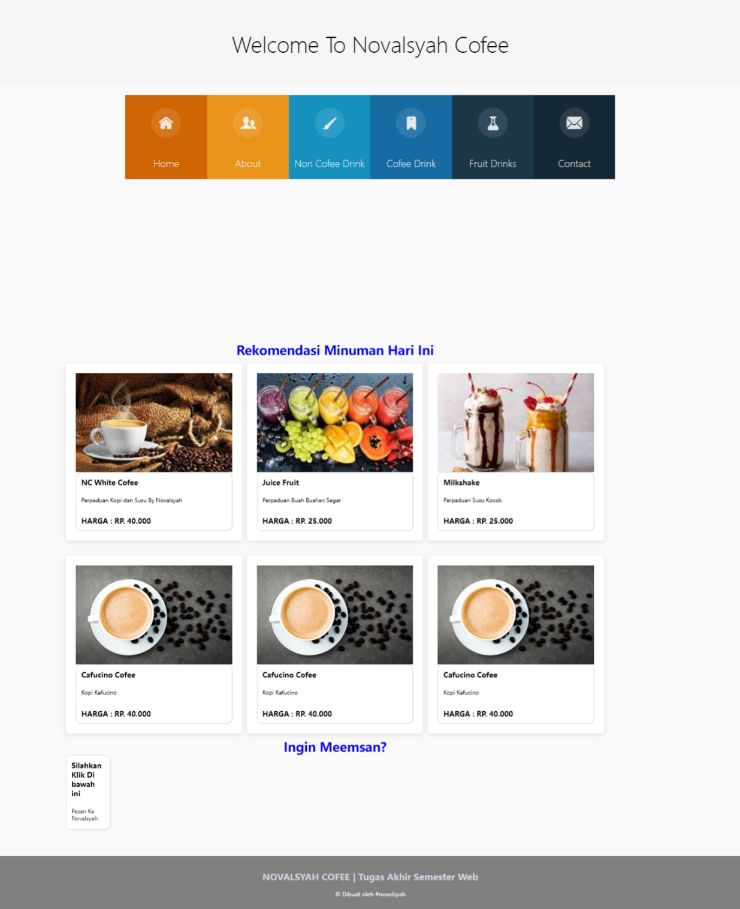 Welcome To Novalsyah Cofee
Home About Non Cofee Drink Cofee Drink Fruit Drinks Contact
Rekomendasi Minuman Hari Ini
NC White Cofee
Perpaduan Kopi dan Susu By Novalsyah
HARGA : RP. 40.000
Juice Fruit
Perpaduan Buah Buahan Segar
HARGA : RP. 25.000
Milkshake
Perpaduan Susu Kocok
HARGA : RP. 25.000
Cafucino Cofee
Kopi Kafucino
HARGA : RP. 40.000
Cafucino Cofee
Kopi Kafucino
HARGA : RP. 40.000
Cafucino Cofee
Kopi Kafucino
HARGA : RP. 40.000
Ingin Meemsan?
Silahkan
Klik Di
bawah
ini
Pesan Ke
Novalsyah
NOVALSYAH COFEE | Tugas Akhir Semester Web
© Dibuat oleh #novalsyah